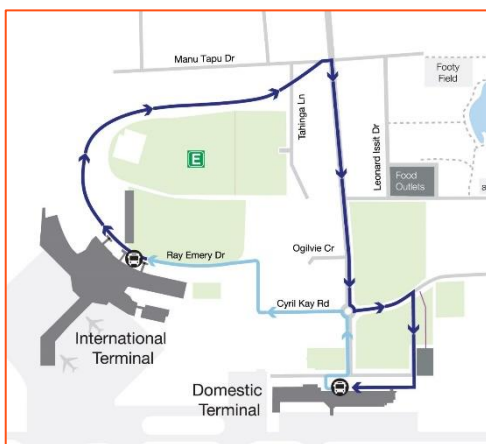 Manu Tapu Dr
Footy
Field
Tahinga Ln
Leonard Issit Dr
E
Food
Outlets
Ogilvie Cr
Ray Emery Dr
Cyril Kay Rd
International
Terminal
Domestic
Terminal